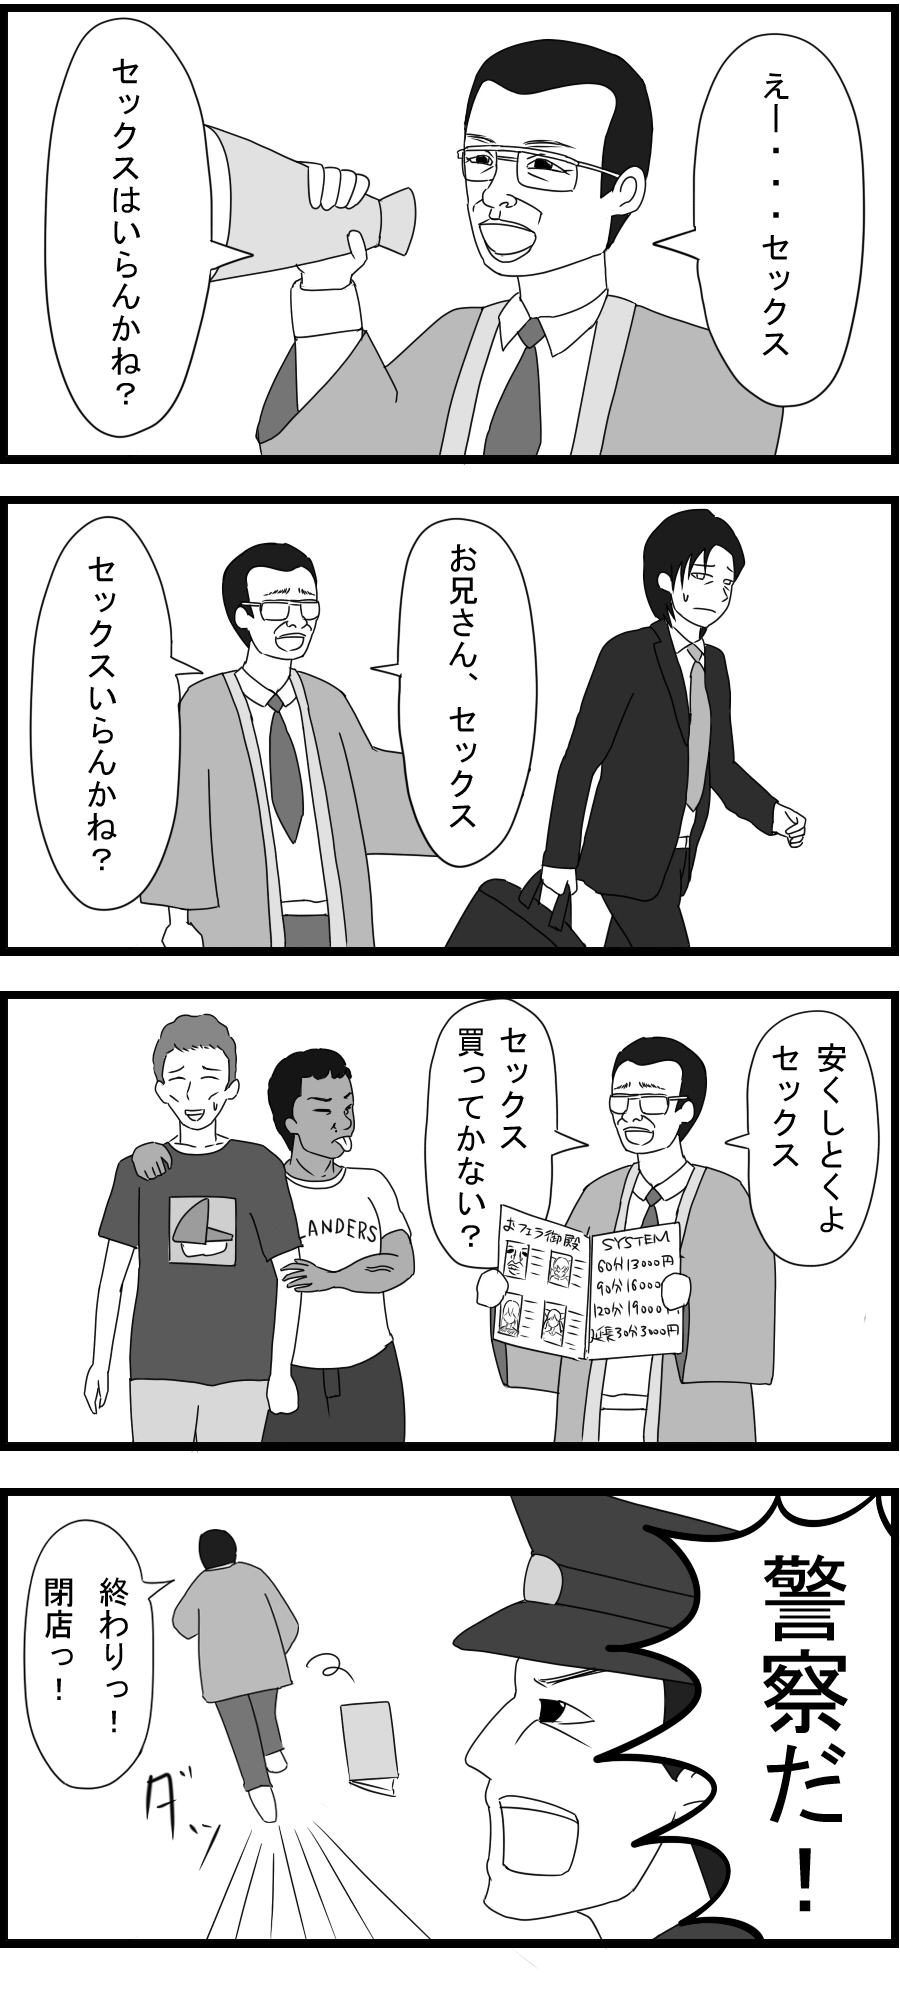 えー・・・セックス
セックスはいらんかね？
お兄さん、セックス
セックスいらんかね？
安くしとくよ
セックス
セックス
買ってかない？
LANDERS
おフェラ御殿
SYSTEM
60分13000円
90分16000
120分19000円
延長30分3000円
警察だ！
終わりっ！
閉店っ！
ダッ